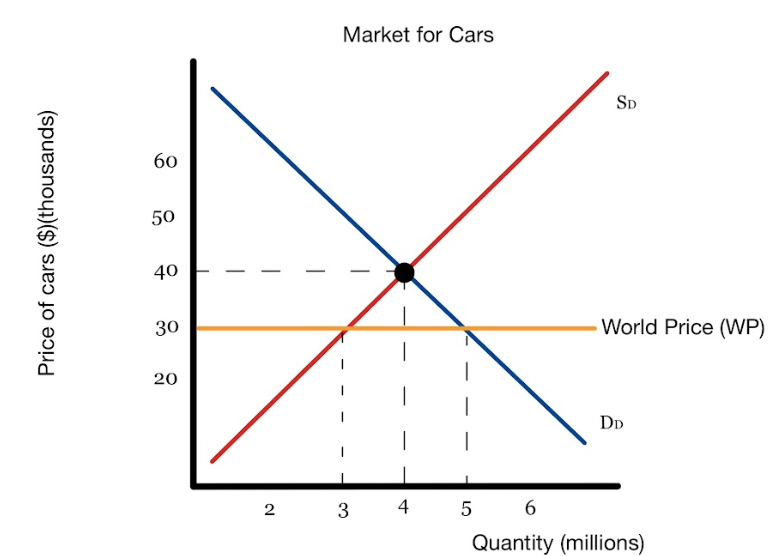 Market for Cars
Price of cars ($)(thousands)
60
50
40
30
20
SD
World Price (WP)
DD
2 3 4 5 6
Quantity (millions)